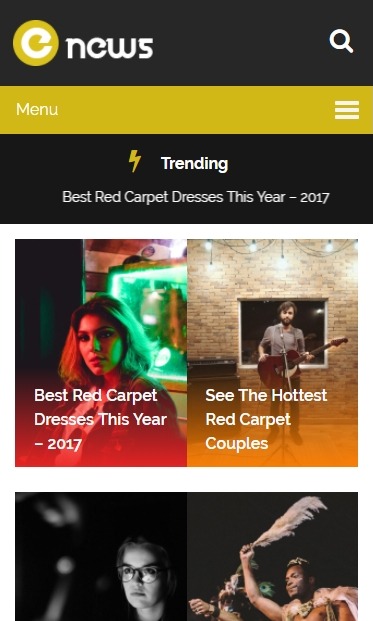 e news
Menu
Trending
Best Red Carpet Dresses This Year – 2017
Best Red Carpet
Dresses This Year
– 2017
See The Hottest
Red Carpet
Couples